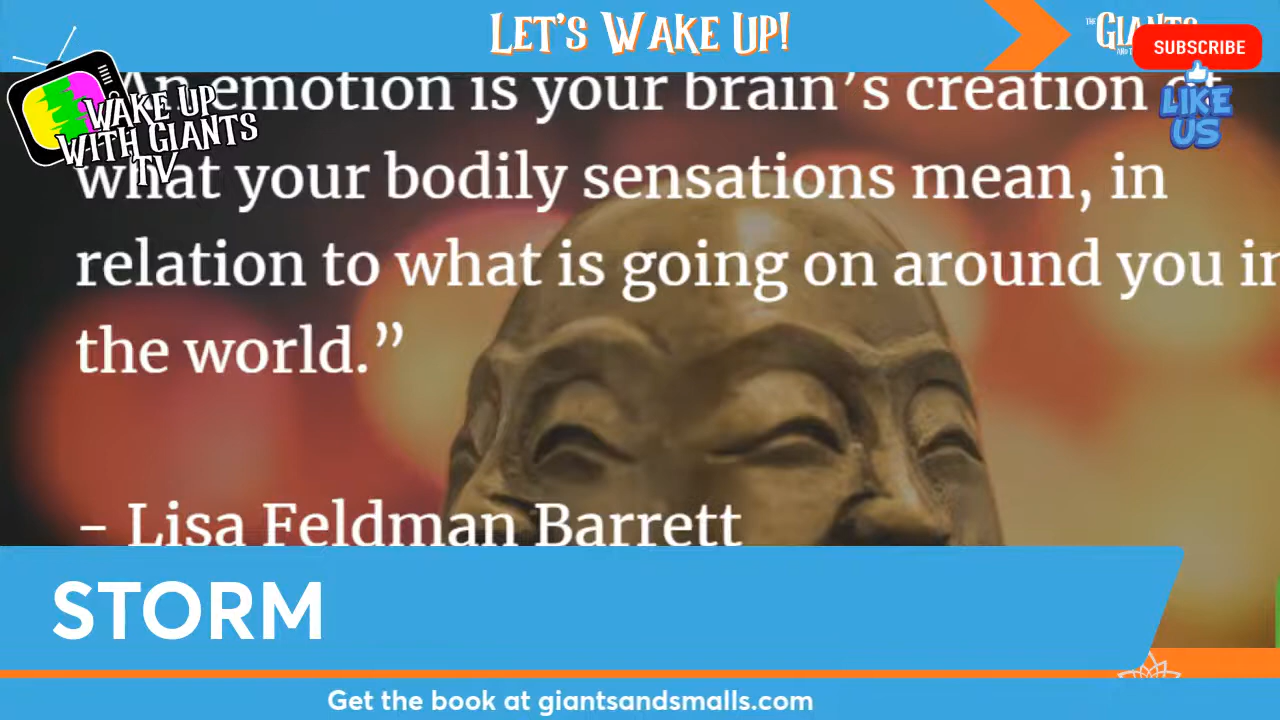 LET'S WAKE UP!
THE
GIANTS
SUBSCRIBE
LIKE
US
WAKE UP
WITH GIANTS
TV
“An emotion is your brain’s creation of
what your bodily sensations mean, in
relation to what is going on around you in
the world.”
– Lisa Feldman Barrett
STORM
Get the book at giantsandsmalls.com